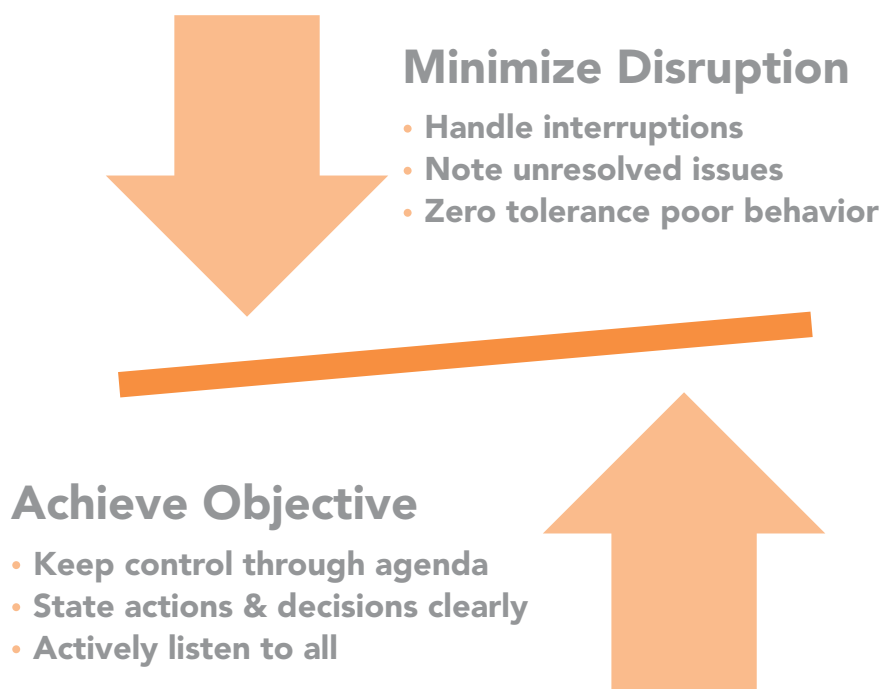 Minimize Disruption
• Handle interruptions
• Note unresolved issues
• Zero tolerance poor behavior
Achieve Objective
• Keep control through agenda
• State actions & decisions clearly
• Actively listen to all